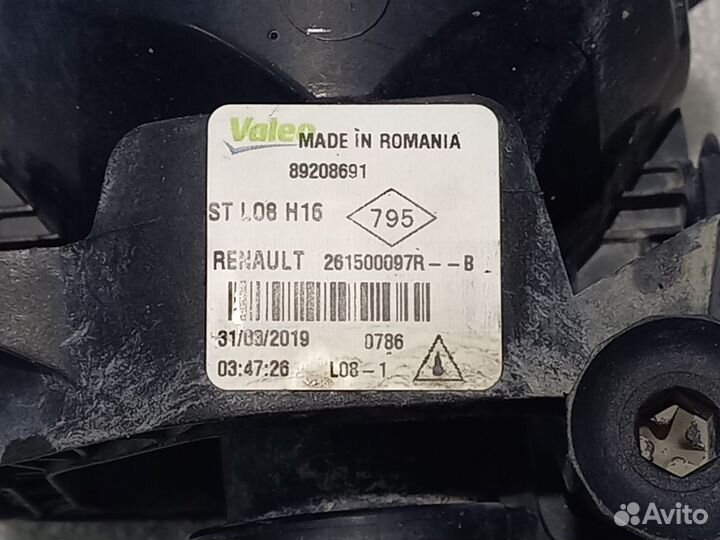 Valeo MADE IN ROMANIA
89208691
ST L08 H16 795
RENAULT 261500097R--B
31/03/2019 0786
03:47:26 L08-1
Avito